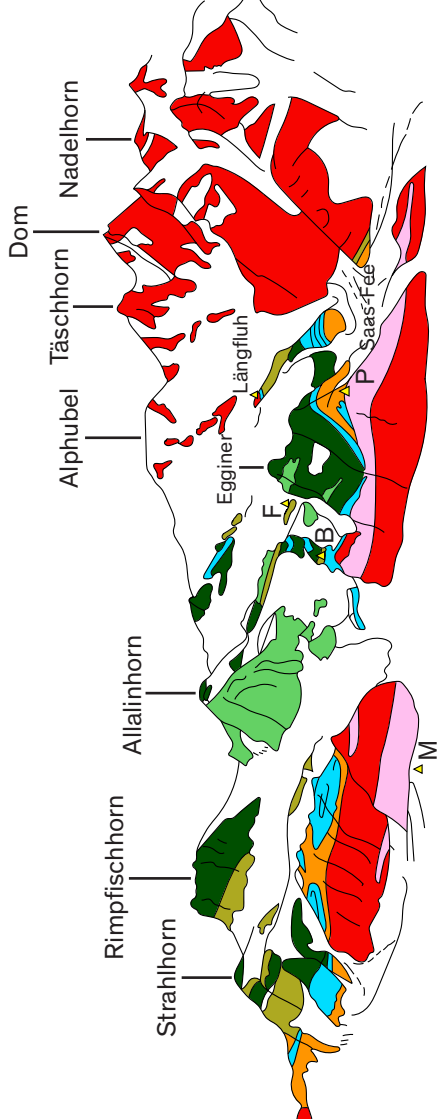 Strahlhorn
Rimpfischhorn
Allalinhorn
Alphubel
Täschhorn
Dom
Nadelhorn
Egginer
Längfluh
Saas-Fee
F
B
P
M